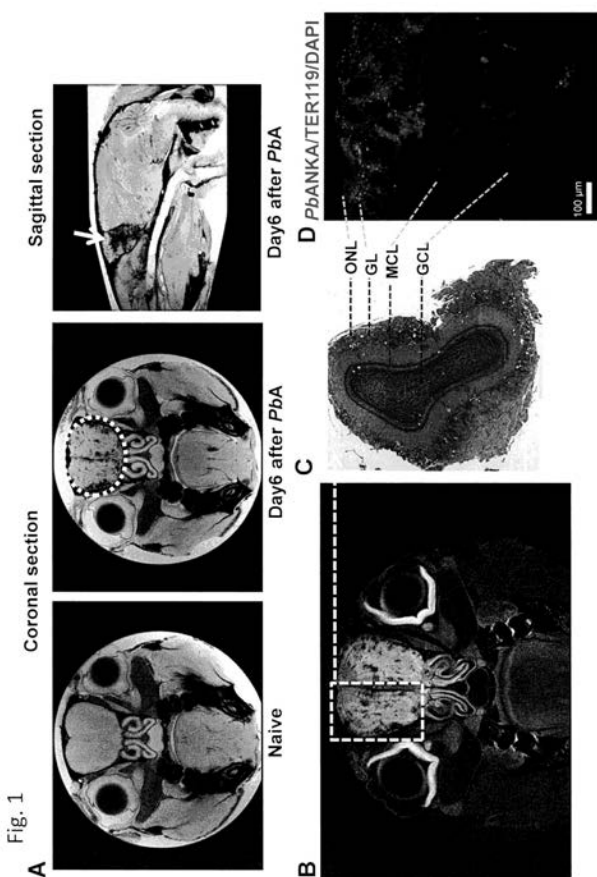 Fig. 1
A
Coronal section
Sagittal section
Naive
Day6 after PbA
Day6 after PbA
B
C
ONL
GL
MCL
GCL
D
PbANKA/TER119/DAPI
100 µm